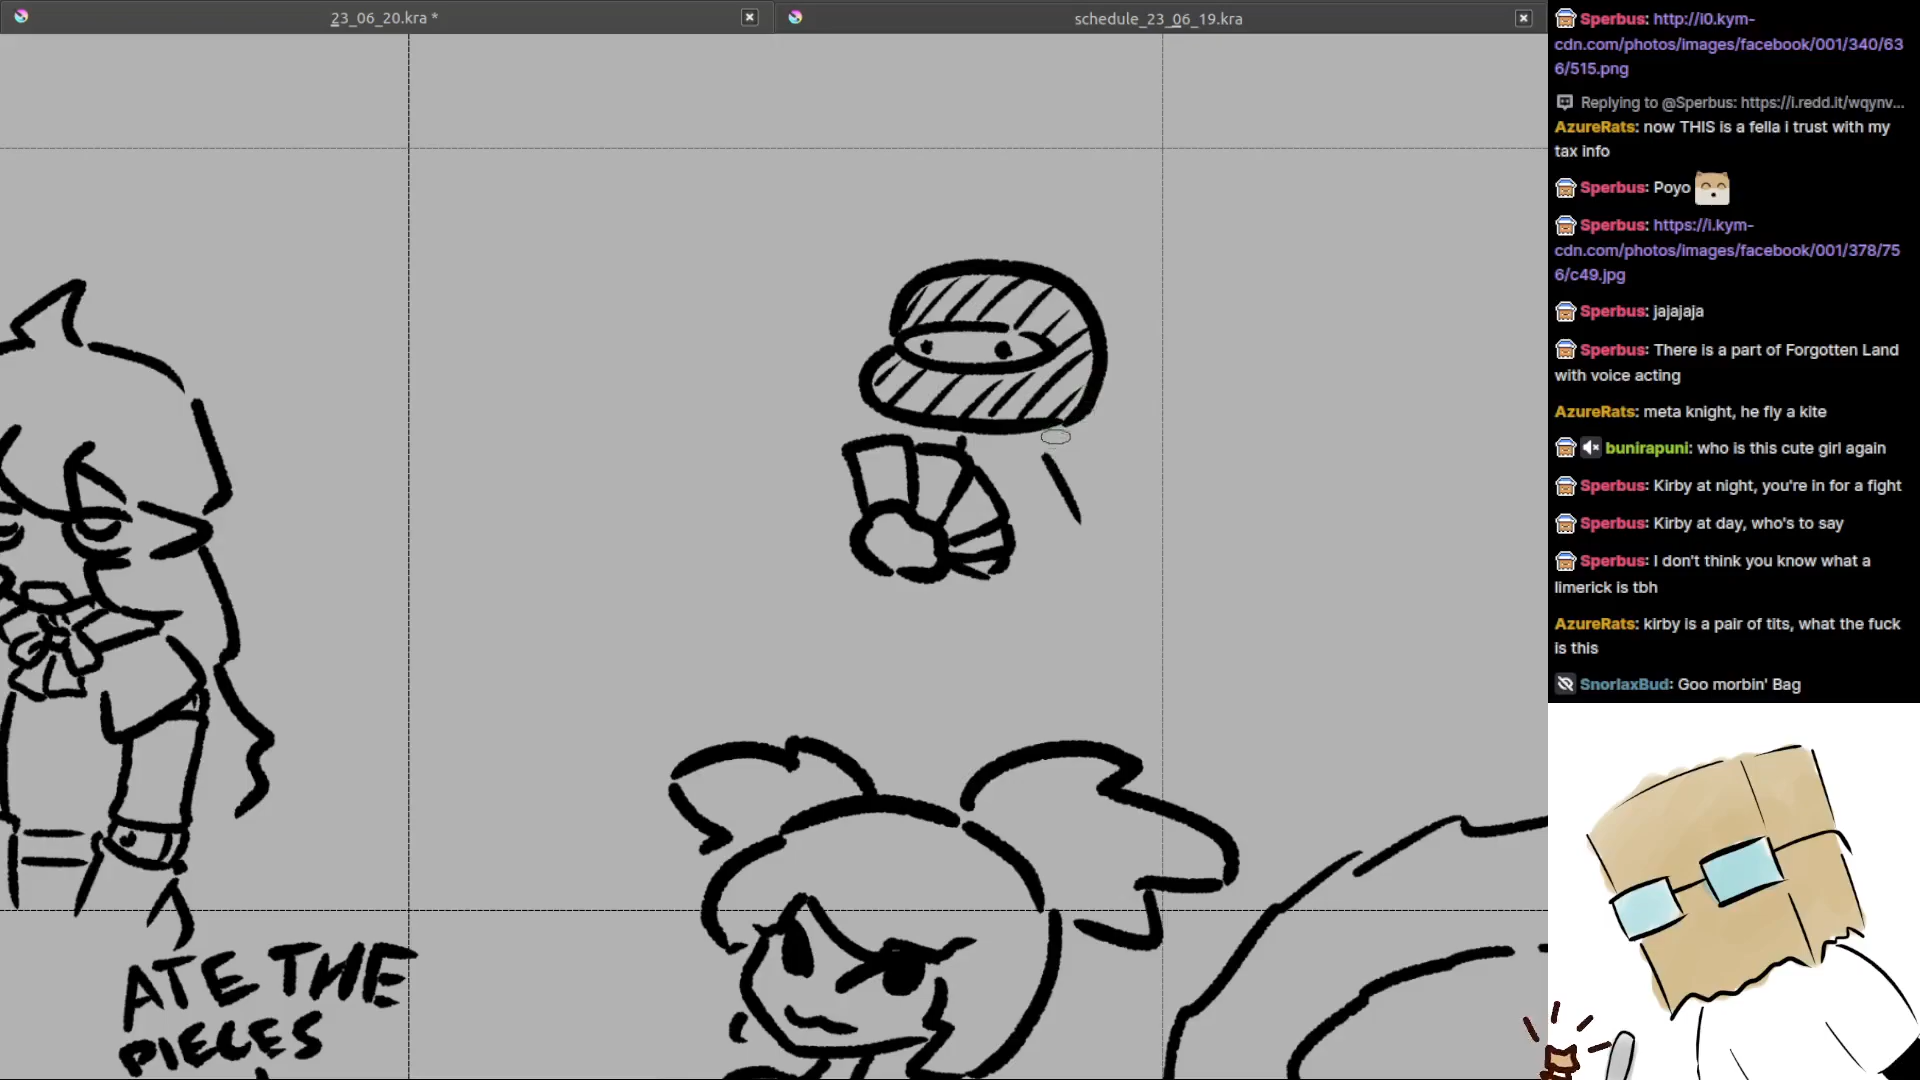 23_06_20.kra *
schedule_23_06_19.kra
Sperbus: http://i0.kym-
cdn.com/photos/images/facebook/001/340/63
6/515.png
Replying to @Sperbus: https://i.redd.it/wqynv...
AzureRats: now THIS is a fella i trust with my
tax info
Sperbus: Poyo
Sperbus: https://i.kym-
cdn.com/photos/images/facebook/001/378/75
6/c49.jpg
Sperbus: jajajaja
Sperbus: There is a part of Forgotten Land
with voice acting
AzureRats: meta knight, he fly a kite
bunirapuni: who is this cute girl again
Sperbus: Kirby at night, you're in for a fight
Sperbus: Kirby at day, who's to say
Sperbus: I don't think you know what a
limerick is tbh
AzureRats: kirby is a pair of tits, what the fuck
is this
SnorlaxBud: Goo morbin' Bag
ATE THE
PIECES